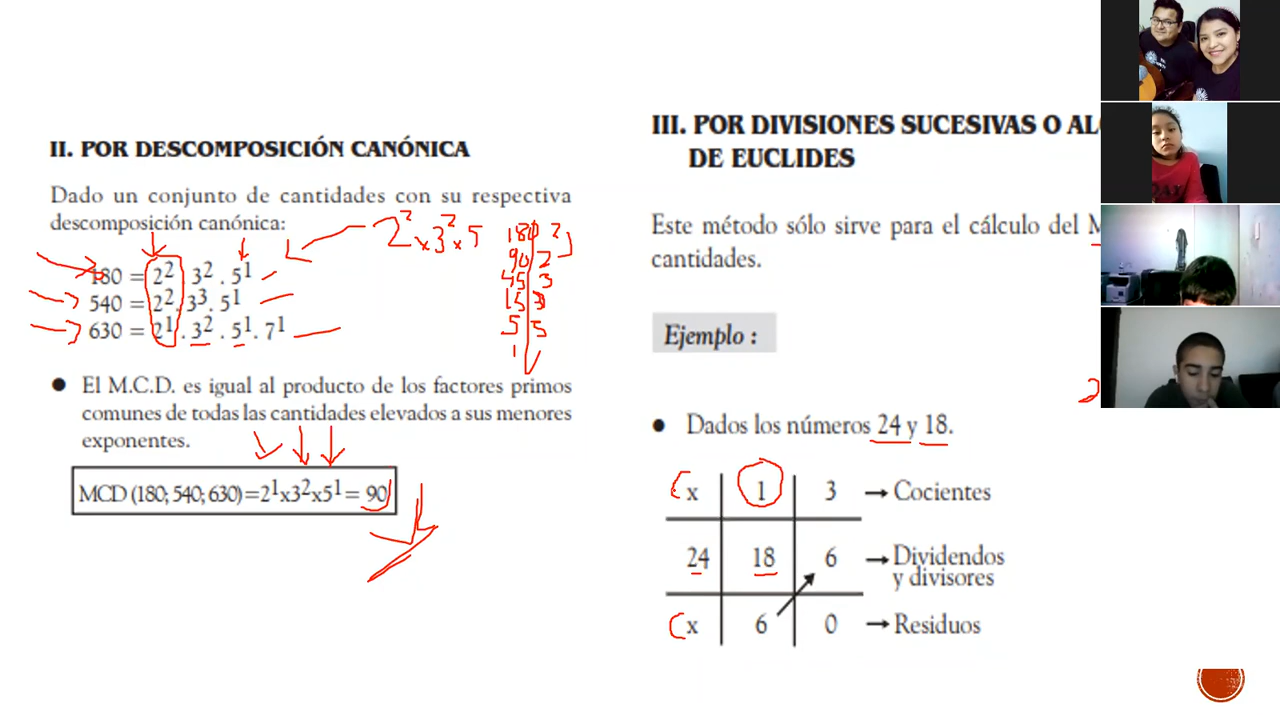 II. POR DESCOMPOSICIÓN CANÓNICA
Dado un conjunto de cantidades con su respectiva
descomposición canónica:
180 = 2² . 3² . 5¹
540 = 2² . 3³ . 5¹
630 = 2¹ . 3² . 5¹ . 7¹
2² x 3² x 5
180 2
90 2
45 3
15 3
5 5
1
El M.C.D. es igual al producto de los factores primos
comunes de todas las cantidades elevados a sus menores
exponentes.
MCD (180; 540; 630) = 2¹x3²x5¹ = 90
III. POR DIVISIONES SUCESIVAS O
DE EUCLIDES
Este método sólo sirve para el cálculo del
cantidades.
Ejemplo :
Dados los números 24 y 18.
x 1 3 → Cocientes
24 18 6 → Dividendos
y divisores
x 6 0 → Residuos